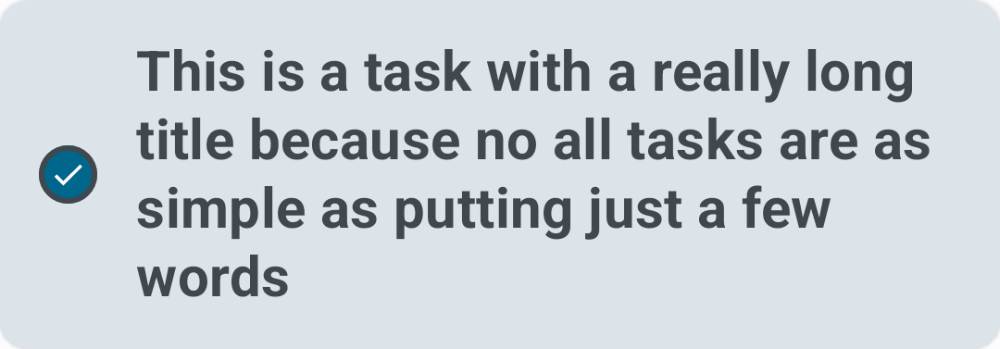 This is a task with a really long
title because no all tasks are as
simple as putting just a few
words